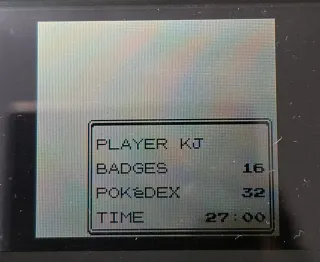 PLAYER KJ
BADGES 16
POKéDEX 32
TIME 27:00